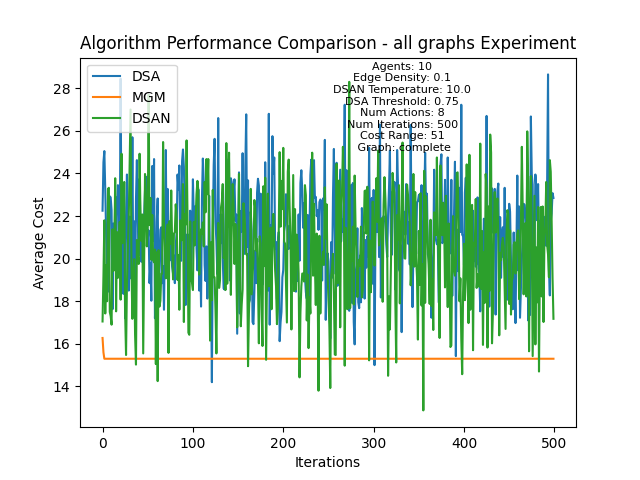 Algorithm Performance Comparison - all graphs Experiment
DSA
MGM
DSAN
Agents: 10
Edge Density: 0.1
DSAN Temperature: 10.0
DSA Threshold: 0.75
Num Actions: 8
Num Iterations: 500
Cost Range: 51
Graph: complete
Average Cost
28
26
24
22
20
18
16
14
0
100
200
300
400
500
Iterations